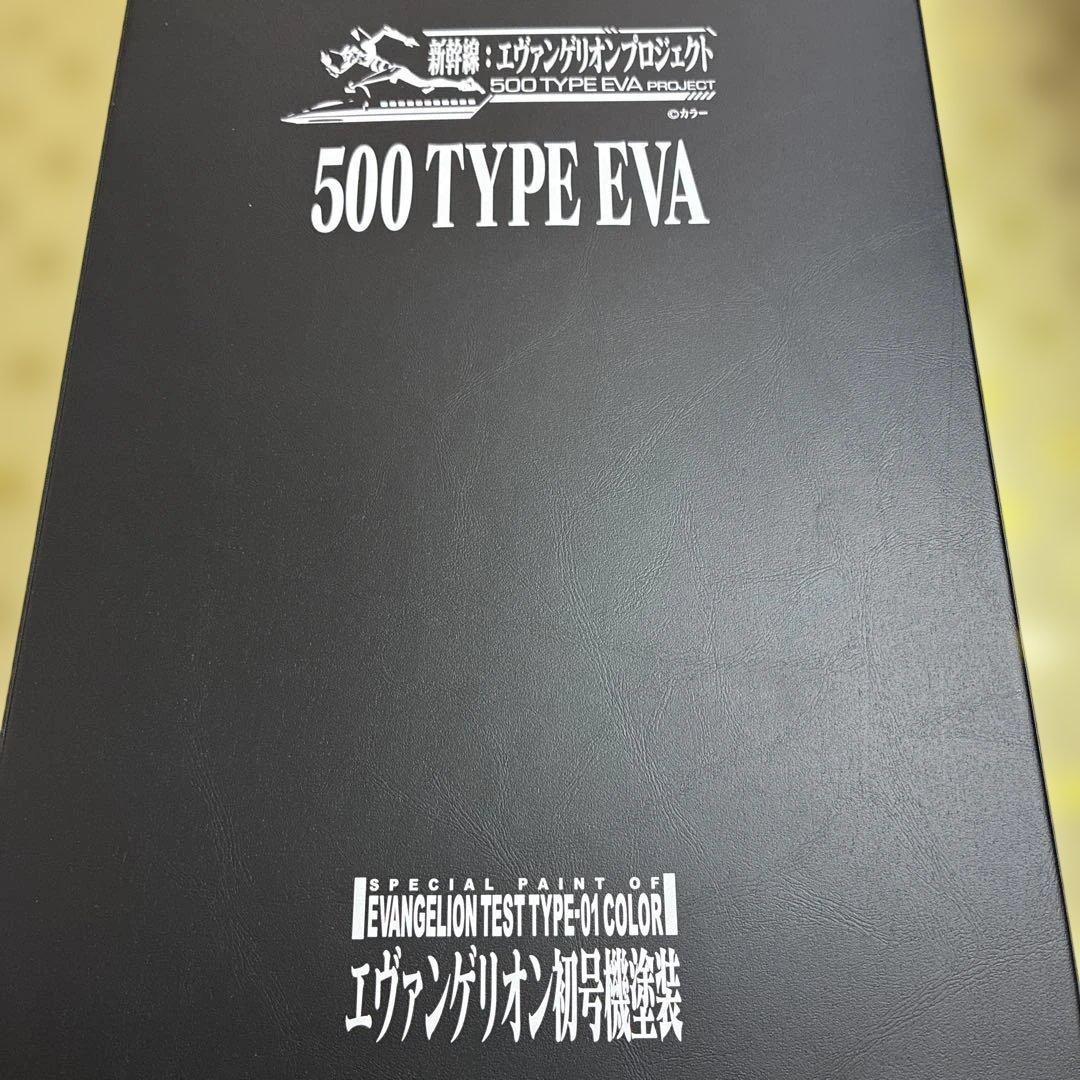 新幹線:エヴァンゲリオンプロジェクト
500 TYPE EVA PROJECT
©カラー
500 TYPE EVA
SPECIAL PAINT OF
EVANGELION TEST TYPE-01 COLOR
エヴァンゲリオン初号機塗装